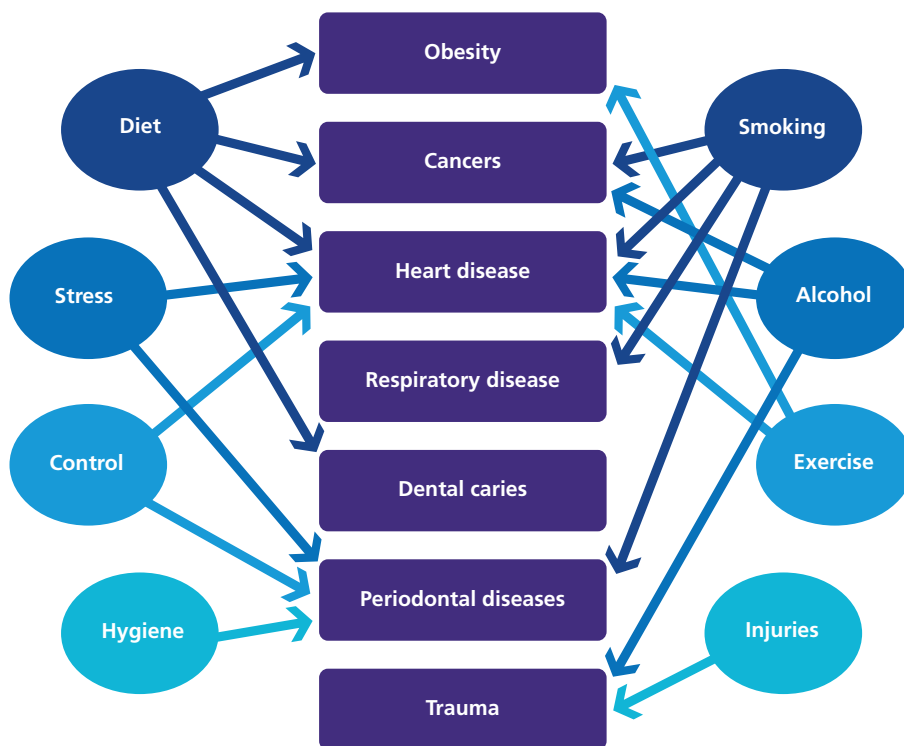 Obesity
Diet
Smoking
Cancers
Heart disease
Stress
Alcohol
Respiratory disease
Control
Exercise
Dental caries
Periodontal diseases
Hygiene
Injuries
Trauma